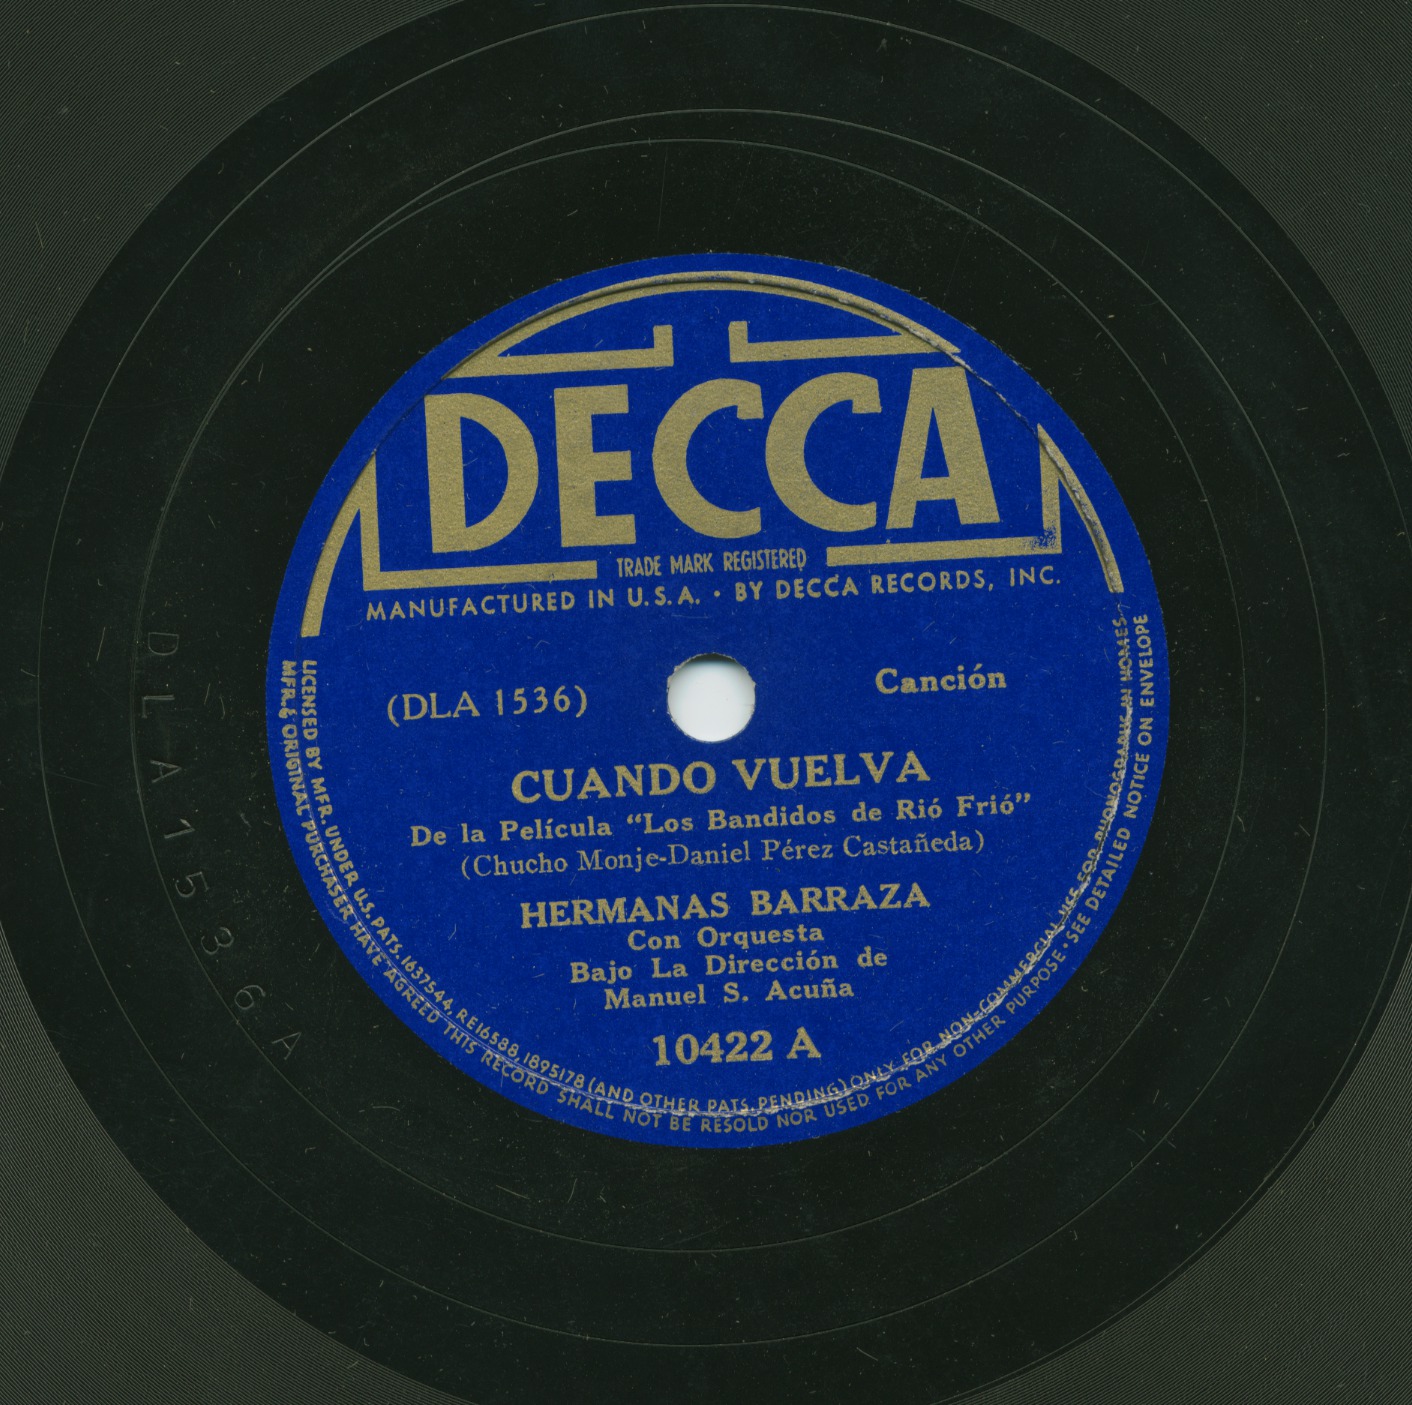 DECCA
TRADE MARK REGISTERED
MANUFACTURED IN U.S.A. • BY DECCA RECORDS, INC.
(DLA 1536)
Canción
CUANDO VUELVA
De la Película “Los Bandidos de Rió Frió”
(Chucho Monje-Daniel Pérez Castañeda)
HERMANAS BARRAZA
Con Orquesta
Bajo La Dirección de
Manuel S. Acuña
10422 A
LICENSED BY MFR. UNDER U.S. PATS. 1637544, RE16588, 1895178 (AND OTHER PATS. PENDING) ONLY FOR NON-COMMERCIAL USE FOR PHONOGRAPHS IN HOMES
MFR. & ORIGINAL PURCHASER HAVE AGREED THIS RECORD SHALL NOT BE RESOLD NOR USED FOR ANY OTHER PURPOSE • SEE DETAILED NOTICE ON ENVELOPE
DLA1536A